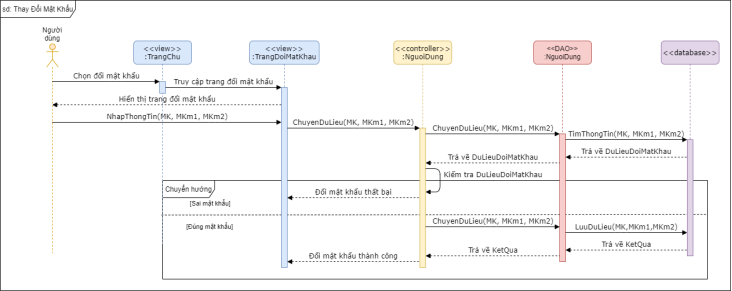 sd: Thay Đổi Mật Khẩu
Người
dùng
<<view>>
:TrangChu
<<view>>
:TrangDoiMatKhau
<<controller>>
:NguoiDung
<<DAO>>
:NguoiDung
<<database>>
Chọn đổi mật khẩu
Truy cập trang đổi mật khẩu
Hiển thị trang đổi mật khẩu
NhapThongTin(MK, MKm1, MKm2)
ChuyenDuLieu(MK, MKm1, MKm2)
ChuyenDuLieu(MK, MKm1, MKm2)
TimThongTin(MK, MKm1, MKm2)
Trả về DuLieuDoiMatKhau
Trả về DuLieuDoiMatKhau
Kiểm tra DuLieuDoiMatKhau
Chuyển hướng
[Sai mật khẩu]
Đổi mật khẩu thất bại
[Đúng mật khẩu]
ChuyenDuLieu(MK, MKm1, MKm2)
LuuDuLieu(MK,MKm1,MKm2)
Trả về KetQua
Trả về KetQua
Đổi mật khẩu thành công